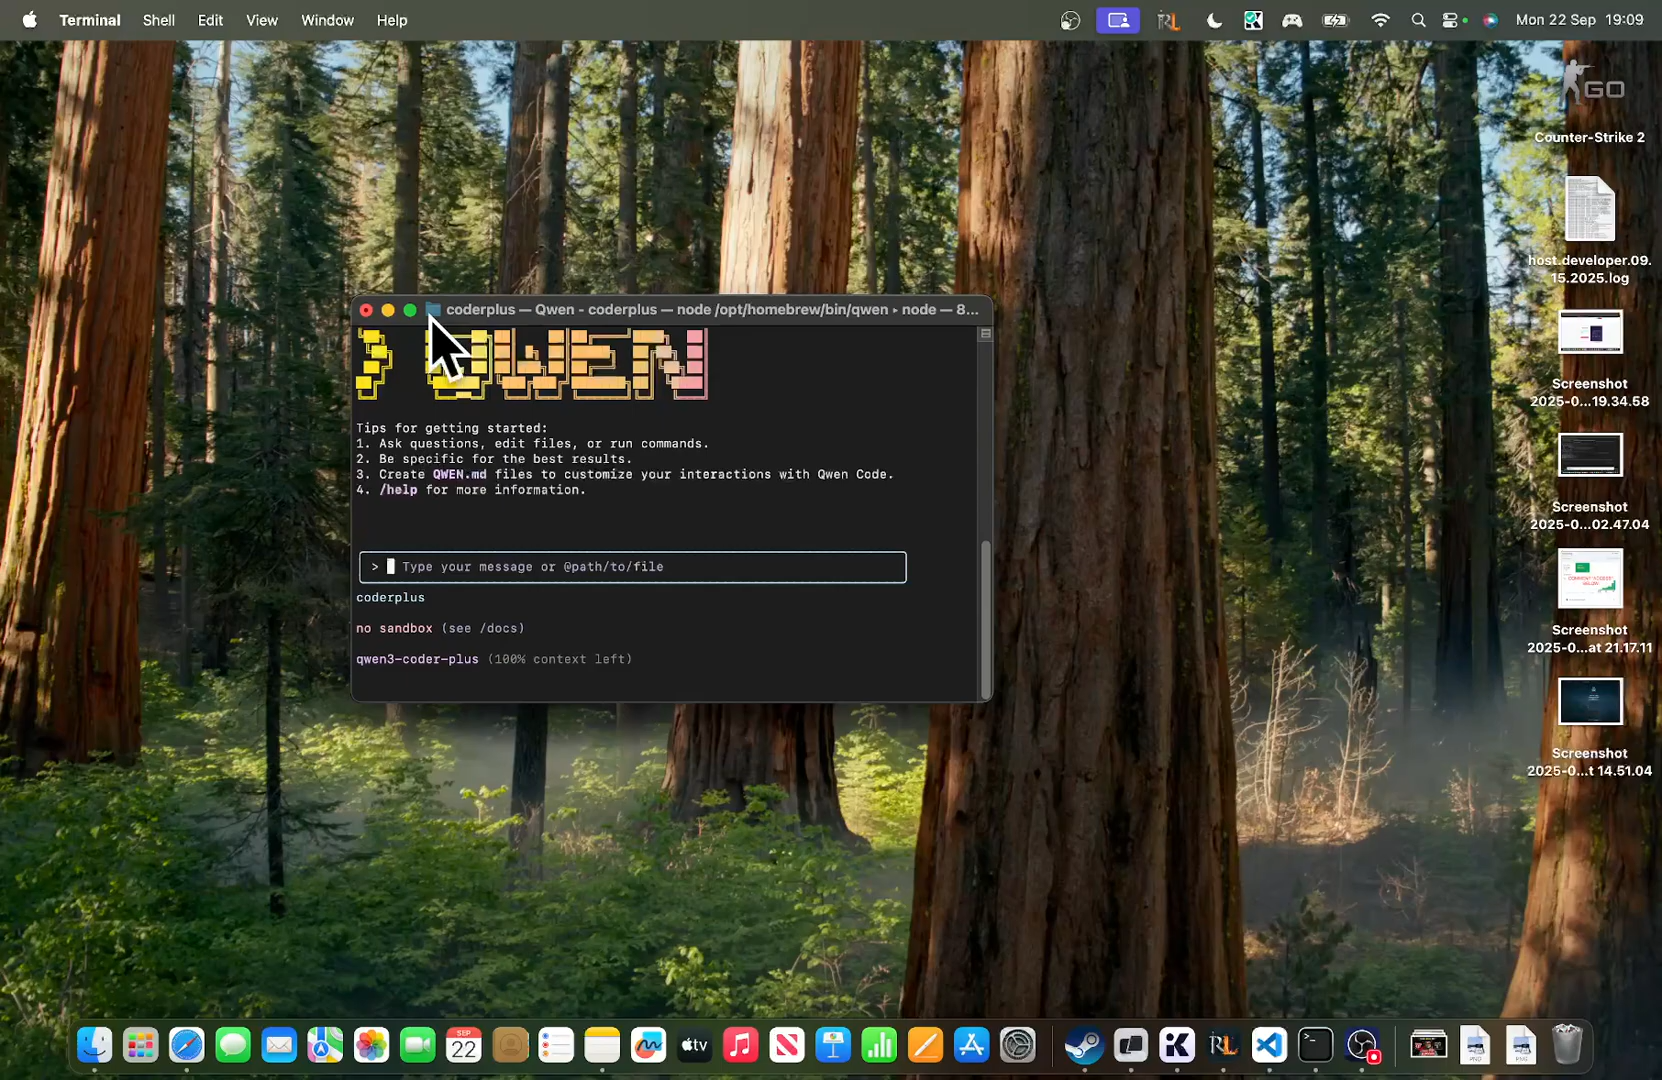 Terminal Shell Edit View Window Help
Mon 22 Sep 19:09
GO
Counter-Strike 2
host.developer.09.
15.2025.log
Screenshot
2025-0...19.34.58
Screenshot
2025-0...02.47.04
Screenshot
2025-0...at 21.17.11
Screenshot
2025-0...t 14.51.04
coderplus — Qwen - coderplus — node /opt/homebrew/bin/qwen ▸ node — 8...
QWEN
Tips for getting started:
1. Ask questions, edit files, or run commands.
2. Be specific for the best results.
3. Create QWEN.md files to customize your interactions with Qwen Code.
4. /help for more information.
> Type your message or @path/to/file
coderplus
no sandbox (see /docs)
qwen3-coder-plus (100% context left)
SEP
22
tv
RL